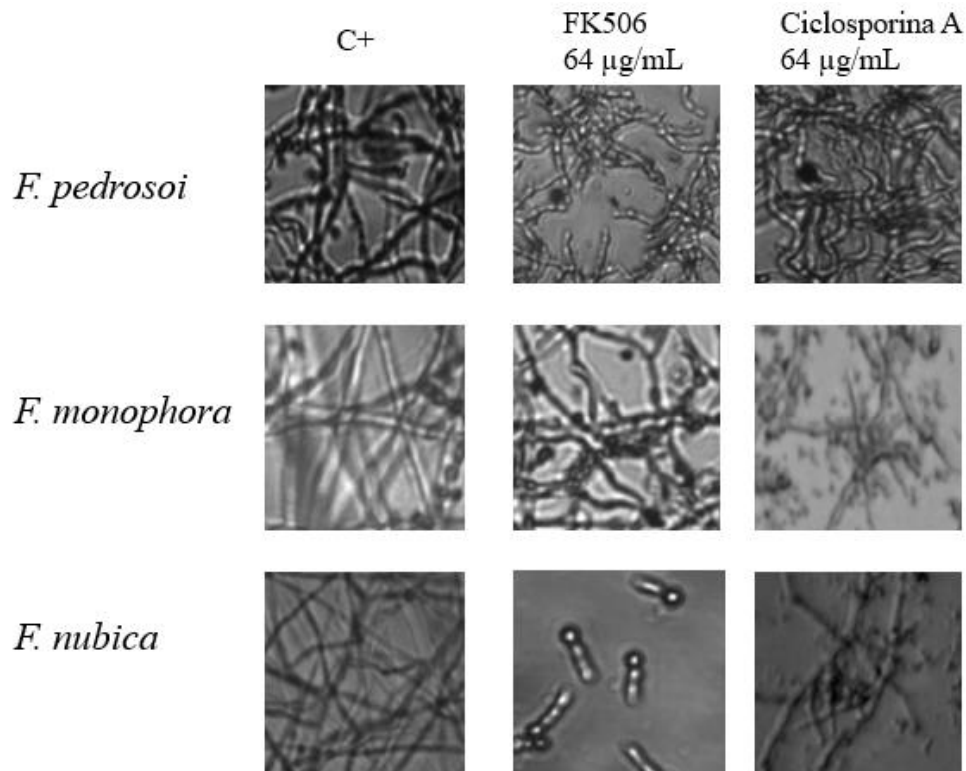 C+
FK506
64 µg/mL
Ciclosporina A
64 µg/mL
F. pedrosoi
F. monophora
F. nubica